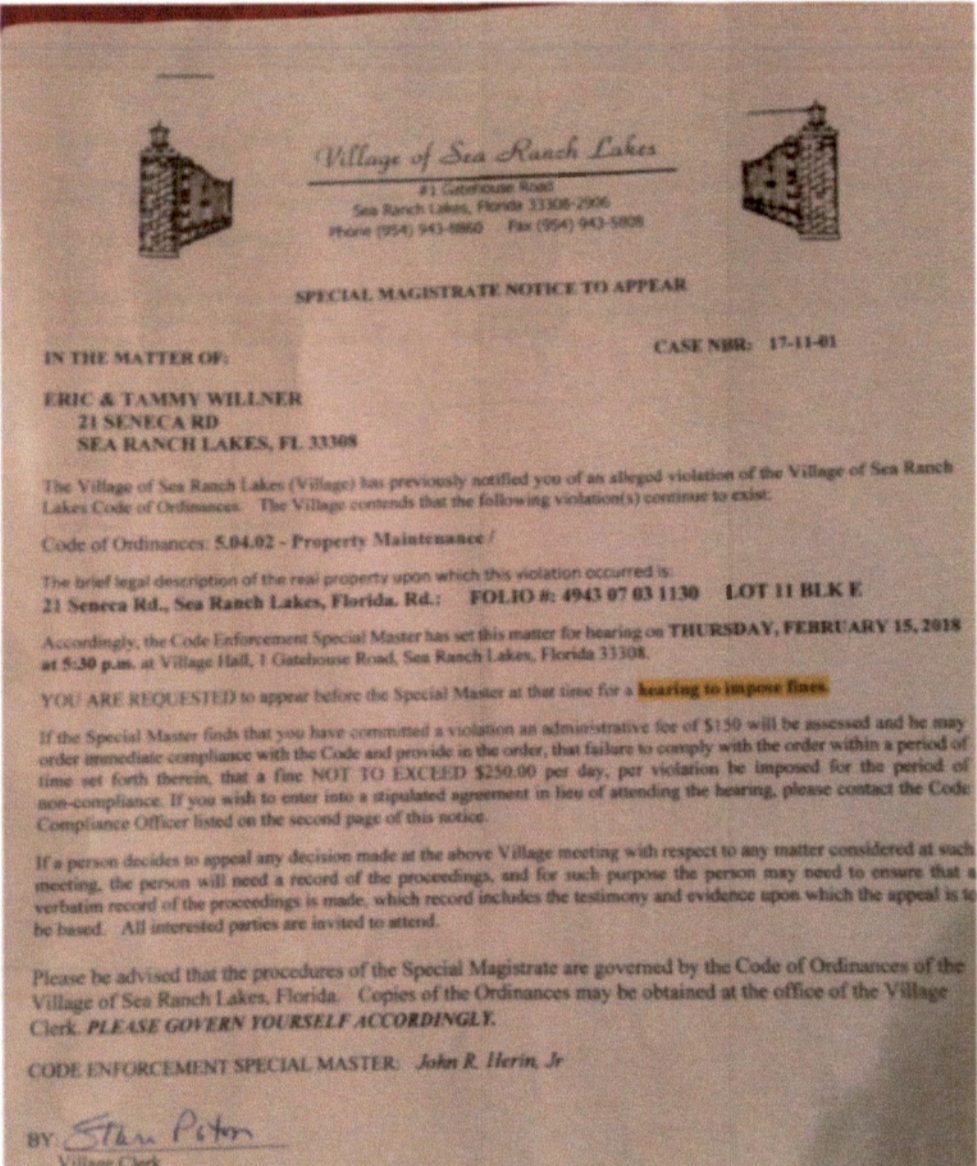 Village of Sea Ranch Lakes
#1 Gatehouse Road
Sea Ranch Lakes, Florida 33308-2906
Phone (954) 943-8860 Fax (954) 943-5808
SPECIAL MAGISTRATE NOTICE TO APPEAR
CASE NBR: 17-11-01
IN THE MATTER OF:
ERIC & TAMMY WILLNER
21 SENECA RD
SEA RANCH LAKES, FL 33308
The Village of Sea Ranch Lakes (Village) has previously notified you of an alleged violation of the Village of Sea Ranch
Lakes Code of Ordinances. The Village contends that the following violation(s) continue to exist:
Code of Ordinances: 5.04.02 - Property Maintenance /
The brief legal description of the real property upon which this violation occurred is:
21 Seneca Rd., Sea Ranch Lakes, Florida. Rd.: FOLIO #: 4943 07 03 1130 LOT 11 BLK E
Accordingly, the Code Enforcement Special Master has set this matter for hearing on THURSDAY, FEBRUARY 15, 2018
at 5:30 p.m. at Village Hall, 1 Gatehouse Road, Sea Ranch Lakes, Florida 33308.
YOU ARE REQUESTED to appear before the Special Master at that time for a hearing to impose fines.
If the Special Master finds that you have committed a violation an administrative fee of $150 will be assessed and he may
order immediate compliance with the Code and provide in the order, that failure to comply with the order within a period of
time set forth therein, that a fine NOT TO EXCEED $250.00 per day, per violation be imposed for the period of
non-compliance. If you wish to enter into a stipulated agreement in lieu of attending the hearing, please contact the Code
Compliance Officer listed on the second page of this notice.
If a person decides to appeal any decision made at the above Village meeting with respect to any matter considered at such
meeting, the person will need a record of the proceedings, and for such purpose the person may need to ensure that a
verbatim record of the proceedings is made, which record includes the testimony and evidence upon which the appeal is to
be based. All interested parties are invited to attend.
Please be advised that the procedures of the Special Magistrate are governed by the Code of Ordinances of the
Village of Sea Ranch Lakes, Florida. Copies of the Ordinances may be obtained at the office of the Village
Clerk. PLEASE GOVERN YOURSELF ACCORDINGLY.
CODE ENFORCEMENT SPECIAL MASTER: John R. Herin, Jr
BY:
Village Clerk